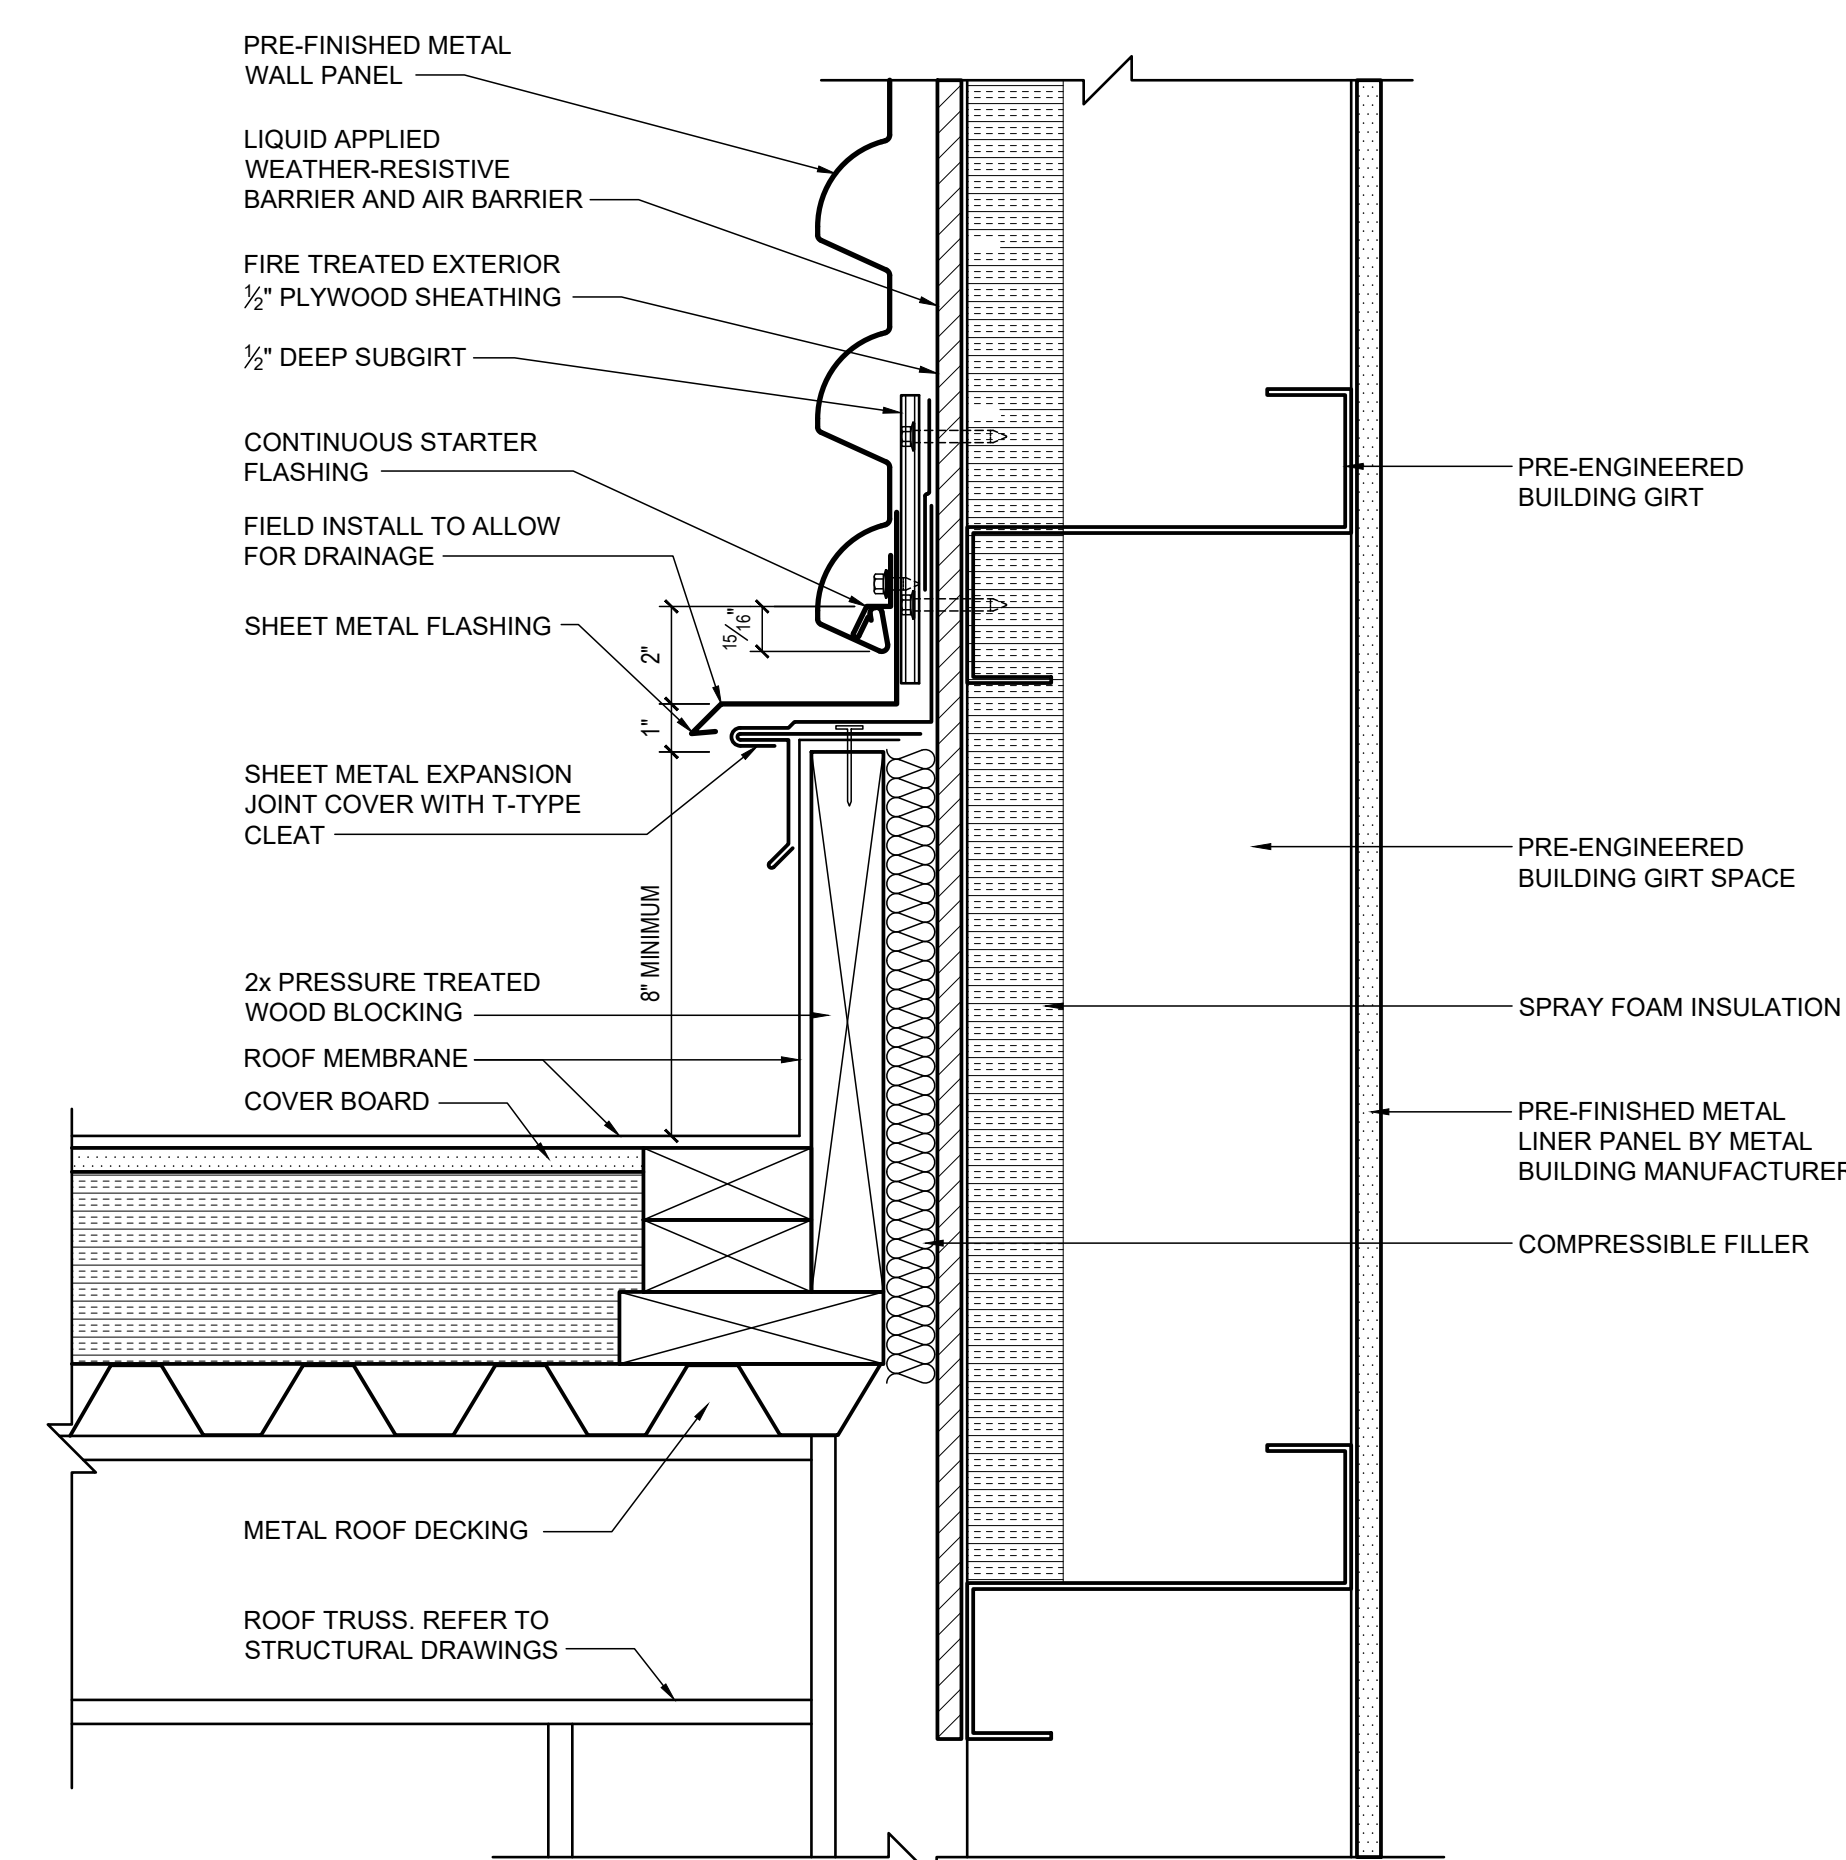 PRE-FINISHED METAL
WALL PANEL
LIQUID APPLIED
WEATHER-RESISTIVE
BARRIER AND AIR BARRIER
FIRE TREATED EXTERIOR
½" PLYWOOD SHEATHING
½" DEEP SUBGIRT
CONTINUOUS STARTER
FLASHING
FIELD INSTALL TO ALLOW
FOR DRAINAGE
SHEET METAL FLASHING
15/16"
2"
1"
SHEET METAL EXPANSION
JOINT COVER WITH T-TYPE
CLEAT
8" MINIMUM
2x PRESSURE TREATED
WOOD BLOCKING
ROOF MEMBRANE
COVER BOARD
METAL ROOF DECKING
ROOF TRUSS. REFER TO
STRUCTURAL DRAWINGS
PRE-ENGINEERED
BUILDING GIRT
PRE-ENGINEERED
BUILDING GIRT SPACE
SPRAY FOAM INSULATION
PRE-FINISHED METAL
LINER PANEL BY METAL
BUILDING MANUFACTURER
COMPRESSIBLE FILLER